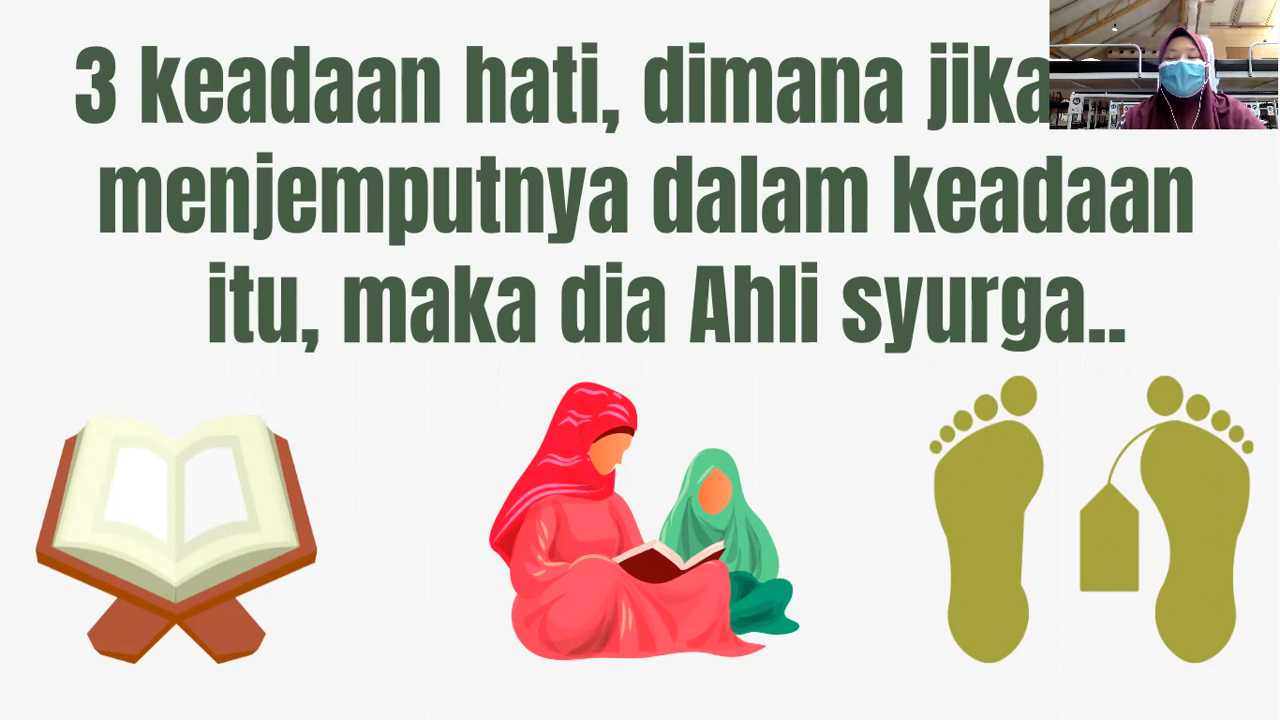 3 keadaan hati, dimana jika
menjemputnya dalam keadaan
itu, maka dia Ahli syurga..